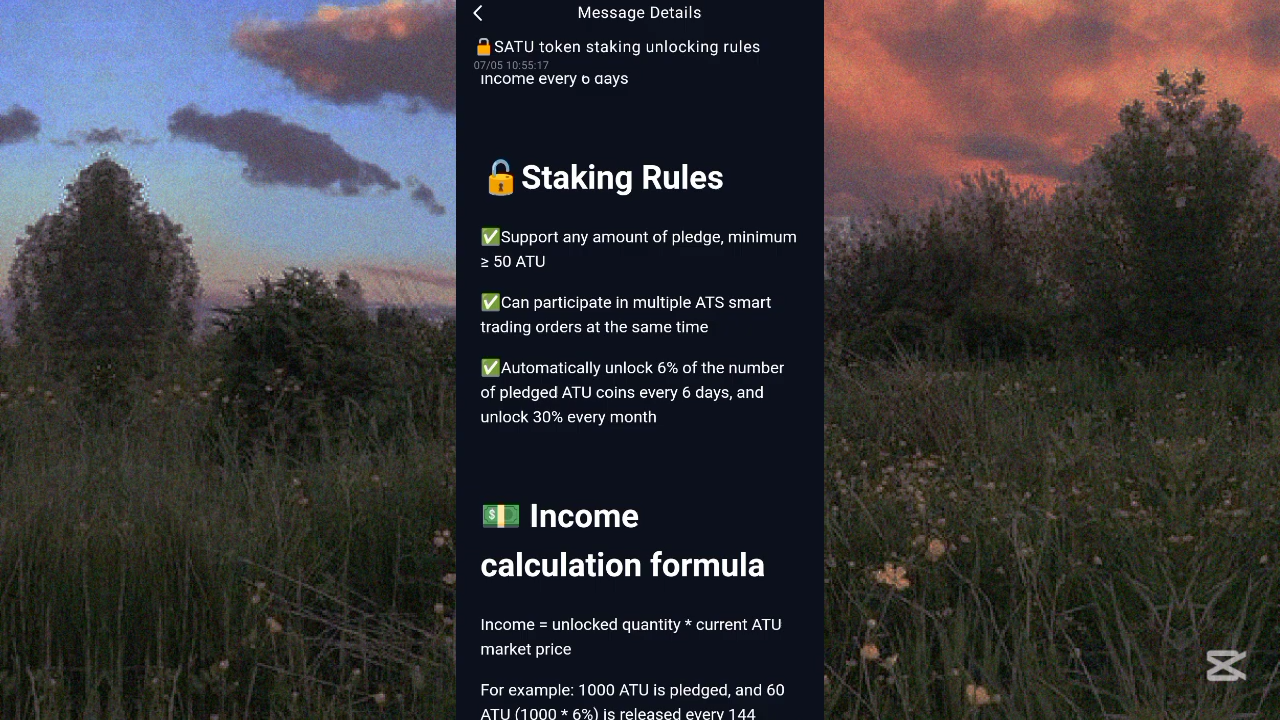 Message Details
🔓SATU token staking unlocking rules
07/05 10:55:17
income every 6 days
🔓Staking Rules
✅Support any amount of pledge, minimum
≥ 50 ATU
✅Can participate in multiple ATS smart
trading orders at the same time
✅Automatically unlock 6% of the number
of pledged ATU coins every 6 days, and
unlock 30% every month
💵 Income
calculation formula
Income = unlocked quantity * current ATU
market price
For example: 1000 ATU is pledged, and 60
ATU (1000 * 6%) is released every 144